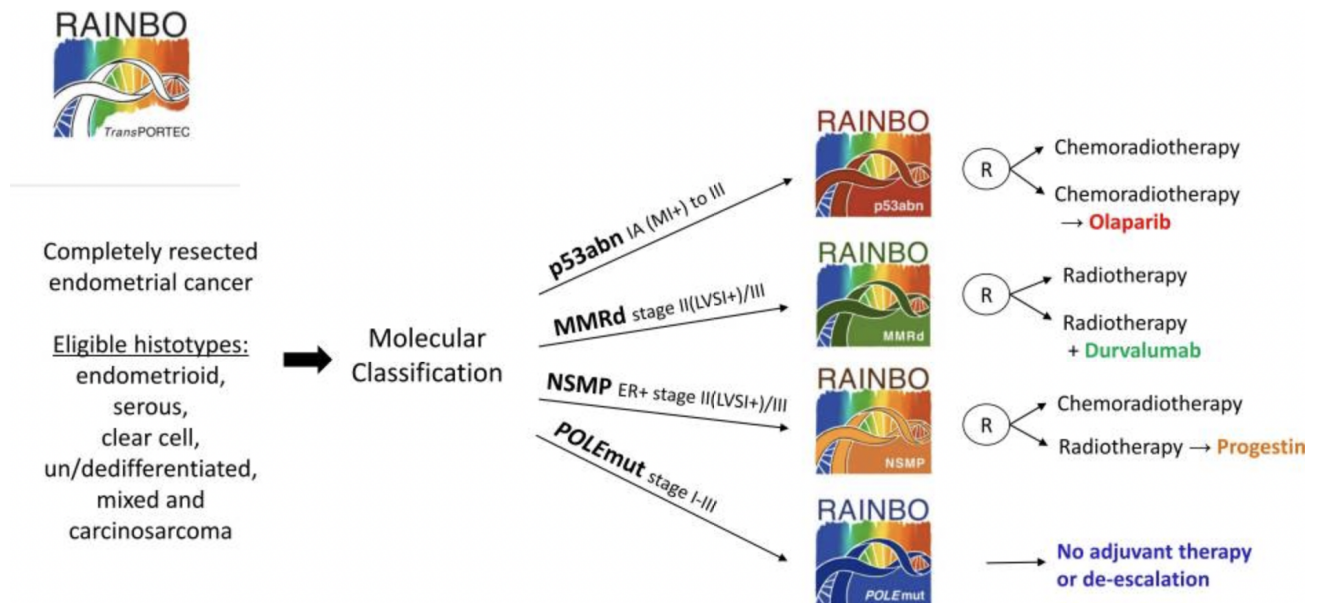 RAINBO
TransPORTEC
Completely resected
endometrial cancer
Eligible histotypes:
endometrioid,
serous,
clear cell,
un/dedifferentiated,
mixed and
carcinosarcoma
Molecular
Classification
p53abn IA (MI+) to III
MMRd stage II(LVSI+)/III
NSMP ER+ stage II(LVSI+)/III
POLEmut stage I-III
RAINBO
p53abn
R
Chemoradiotherapy
Chemoradiotherapy
→ Olaparib
RAINBO
MMRd
R
Radiotherapy
Radiotherapy
+ Durvalumab
RAINBO
NSMP
R
Chemoradiotherapy
Radiotherapy → Progestin
RAINBO
POLEmut
No adjuvant therapy
or de-escalation